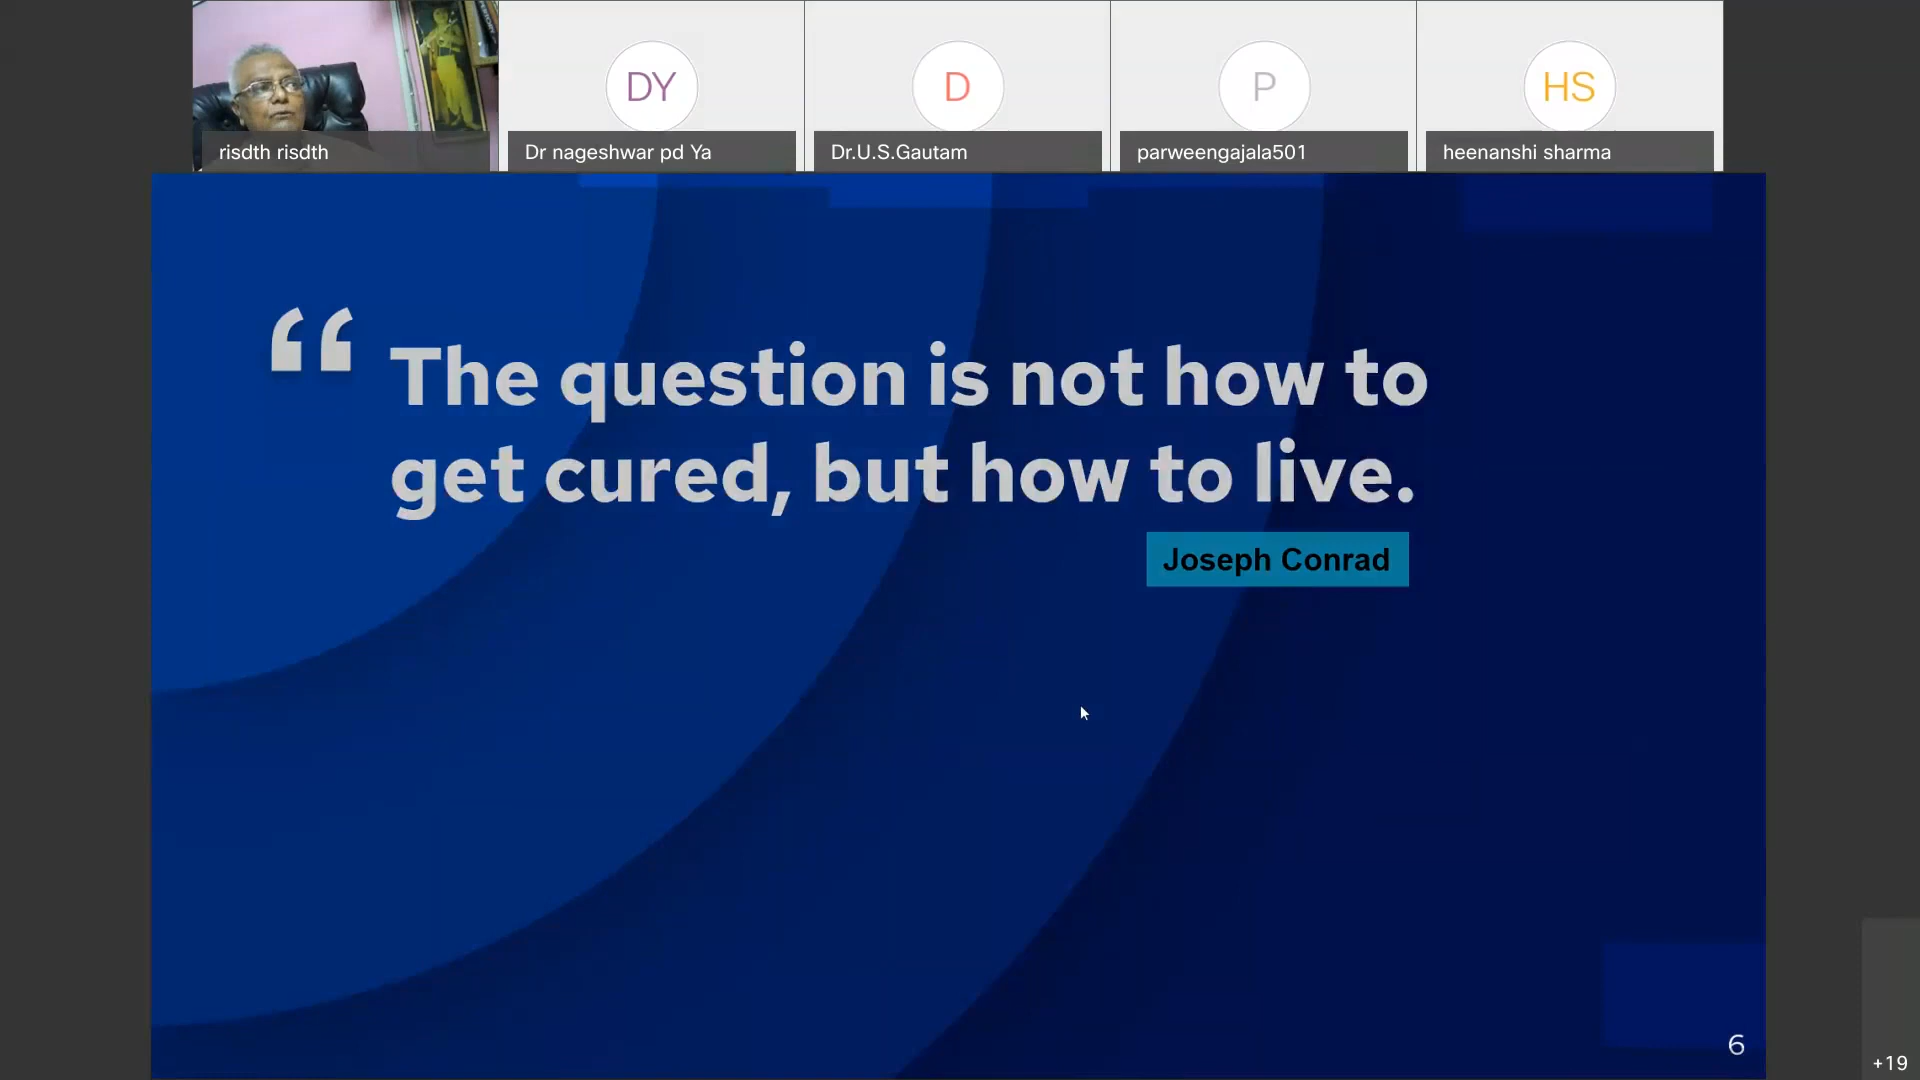 DY
D
P
HS
risdth risdth
Dr nageshwar pd Ya
Dr.U.S.Gautam
parweengajala501
heenanshi sharma
“ The question is not how to
get cured, but how to live.
Joseph Conrad
6
+19